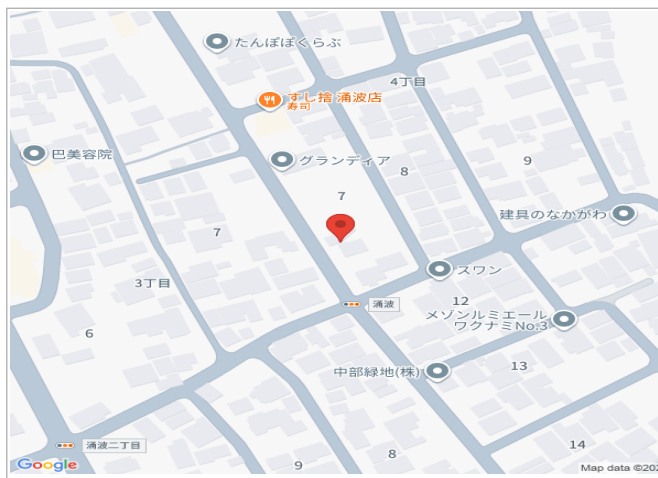 たんぽぽくらぶ
4丁目
すし捨 涌波店
寿司
巴美容院
グランディア
8
9
7
建具のなかがわ
7
3丁目
スワン
涌波
12
メゾンルミエール
ワクナミNo.3
6
中部緑地(株)
13
涌波二丁目
14
8
9
Google
Map data ©202